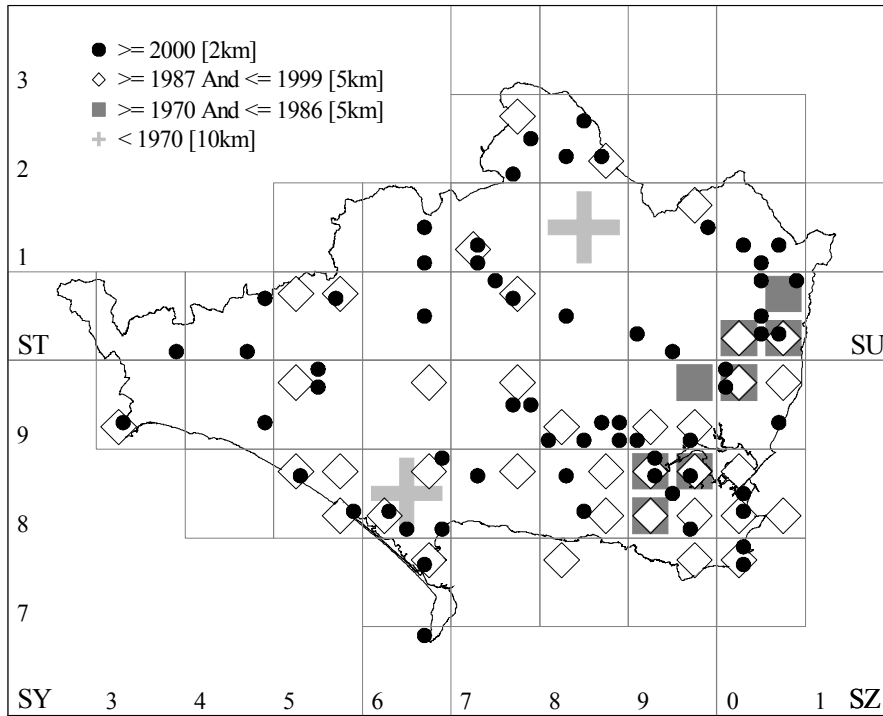 ● >= 2000 [2km]
◇ >= 1987 And <= 1999 [5km]
■ >= 1970 And <= 1986 [5km]
+ < 1970 [10km]
3
2
1
ST SU
9
8
7
SY 3 4 5 6 7 8 9 0 1 SZ